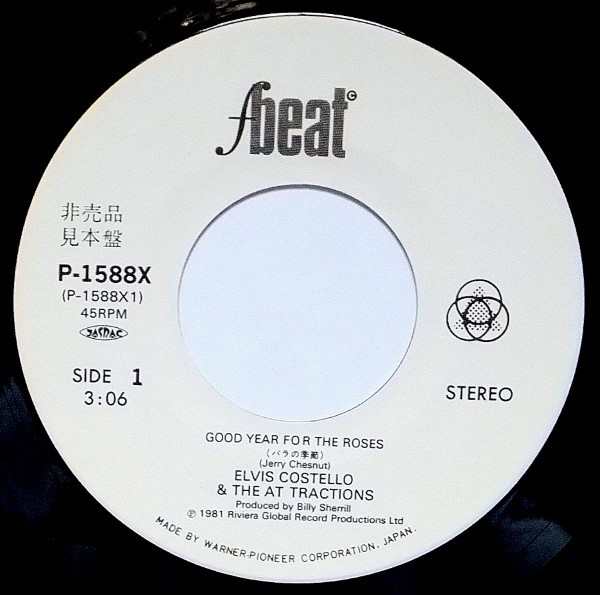 fbeat©
非売品
見本盤
P-1588X
(P-1588X1)
45RPM
JASRAC
SIDE 1
3:06
STEREO
GOOD YEAR FOR THE ROSES
(バラの季節)
(Jerry Chesnut)
ELVIS COSTELLO
& THE AT TRACTIONS
Produced by Billy Sherrill
℗ 1981 Riviera Global Record Productions Ltd
MADE BY WARNER-PIONEER CORPORATION, JAPAN.